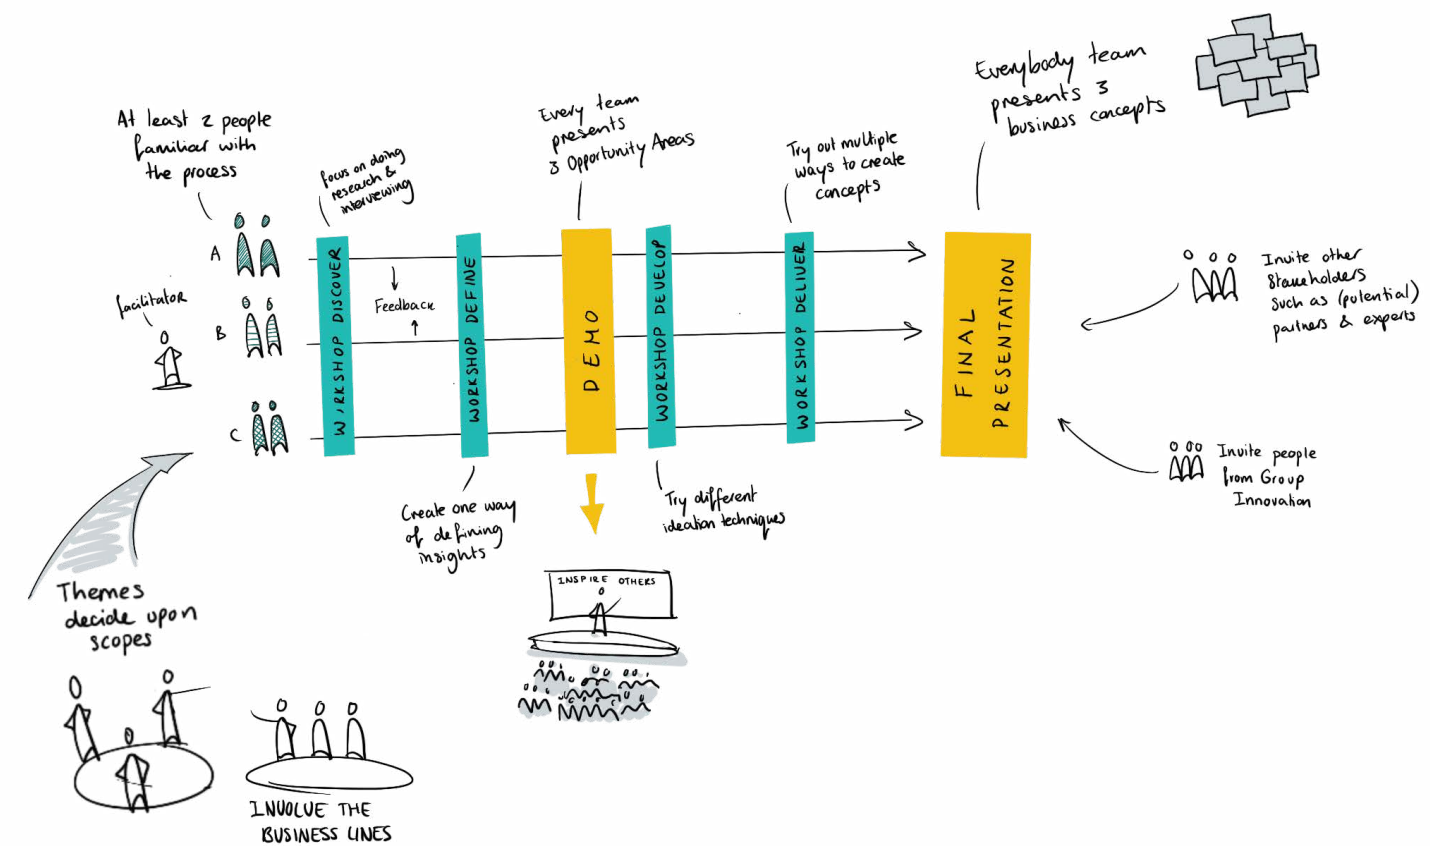 At least 2 people
familiar with
the process
Focus on doing
research &
interviewing
Every team
presents
3 Opportunity Areas
Try out multiple
ways to create
concepts
Everybody team
presents 3
business concepts
facilitator
A
B
C
WORKSHOP DISCOVER
Feedback
WORKSHOP DEFINE
DEMO
WORKSHOP DEVELOP
WORKSHOP DELIVER
FINAL
PRESENTATION
Invite other
Stakeholders
such as (potential)
partners & experts
Invite people
from Group
Innovation
Create one way
of defining
insights
Try different
ideation techniques
INSPIRE OTHERS
Themes
decide upon
scopes
INVOLVE THE
BUSINESS LINES